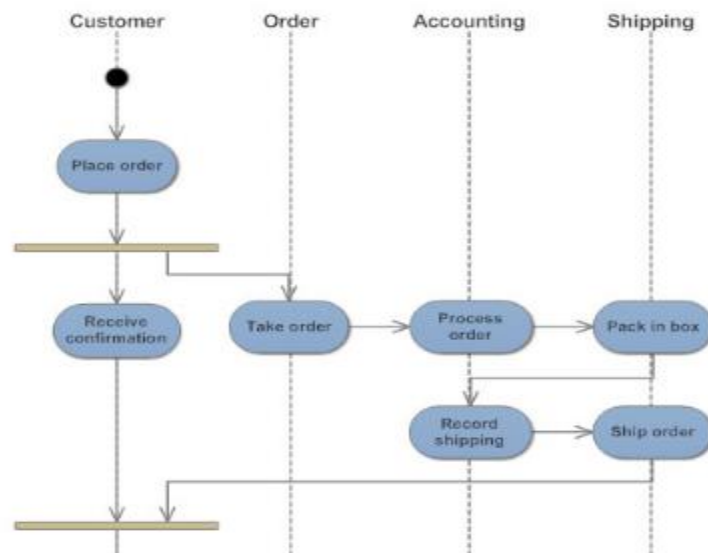 Customer
Order
Accounting
Shipping
Place order
Receive
confirmation
Take order
Process
order
Pack in box
Record
shipping
Ship order